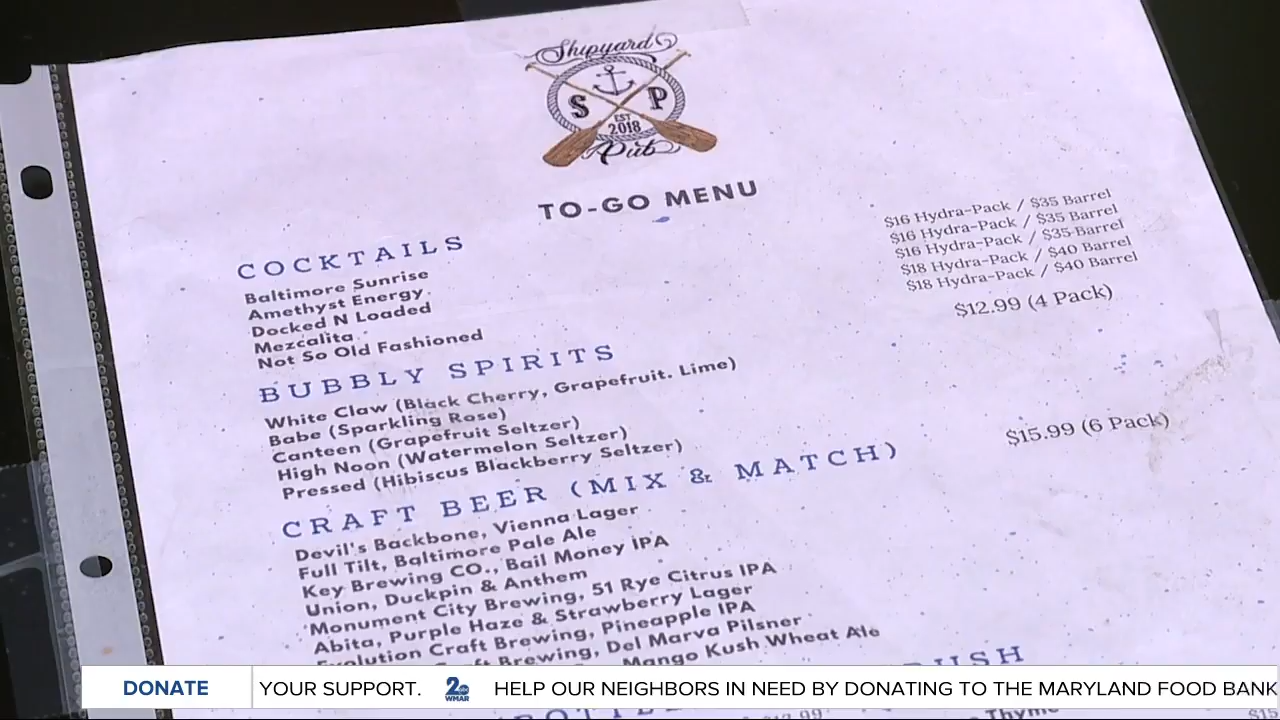 Shipyard
S P
EST
2018
Pub
TO-GO MENU
COCKTAILS
Baltimore Sunrise $16 Hydra-Pack / $35 Barrel
Amethyst Energy $16 Hydra-Pack / $35 Barrel
Docked N Loaded $16 Hydra-Pack / $35 Barrel
Mezcalita $18 Hydra-Pack / $40 Barrel
Not So Old Fashioned $18 Hydra-Pack / $40 Barrel
BUBBLY SPIRITS $12.99 (4 Pack)
White Claw (Black Cherry, Grapefruit. Lime)
Babe (Sparkling Rose)
Canteen (Grapefruit Seltzer)
High Noon (Watermelon Seltzer)
Pressed (Hibiscus Blackberry Seltzer)
CRAFT BEER (MIX & MATCH) $15.99 (6 Pack)
Devil's Backbone, Vienna Lager
Full Tilt, Baltimore Pale Ale
Key Brewing CO., Bail Money IPA
Union, Duckpin & Anthem
Monument City Brewing, 51 Rye Citrus IPA
Abita, Purple Haze & Strawberry Lager
Evolution Craft Brewing, Pineapple IPA
Brewing, Del Marva Pilsner
Mango Kush Wheat Ale
Thyme
DONATE YOUR SUPPORT. 2 WMAR HELP OUR NEIGHBORS IN NEED BY DONATING TO THE MARYLAND FOOD BANK